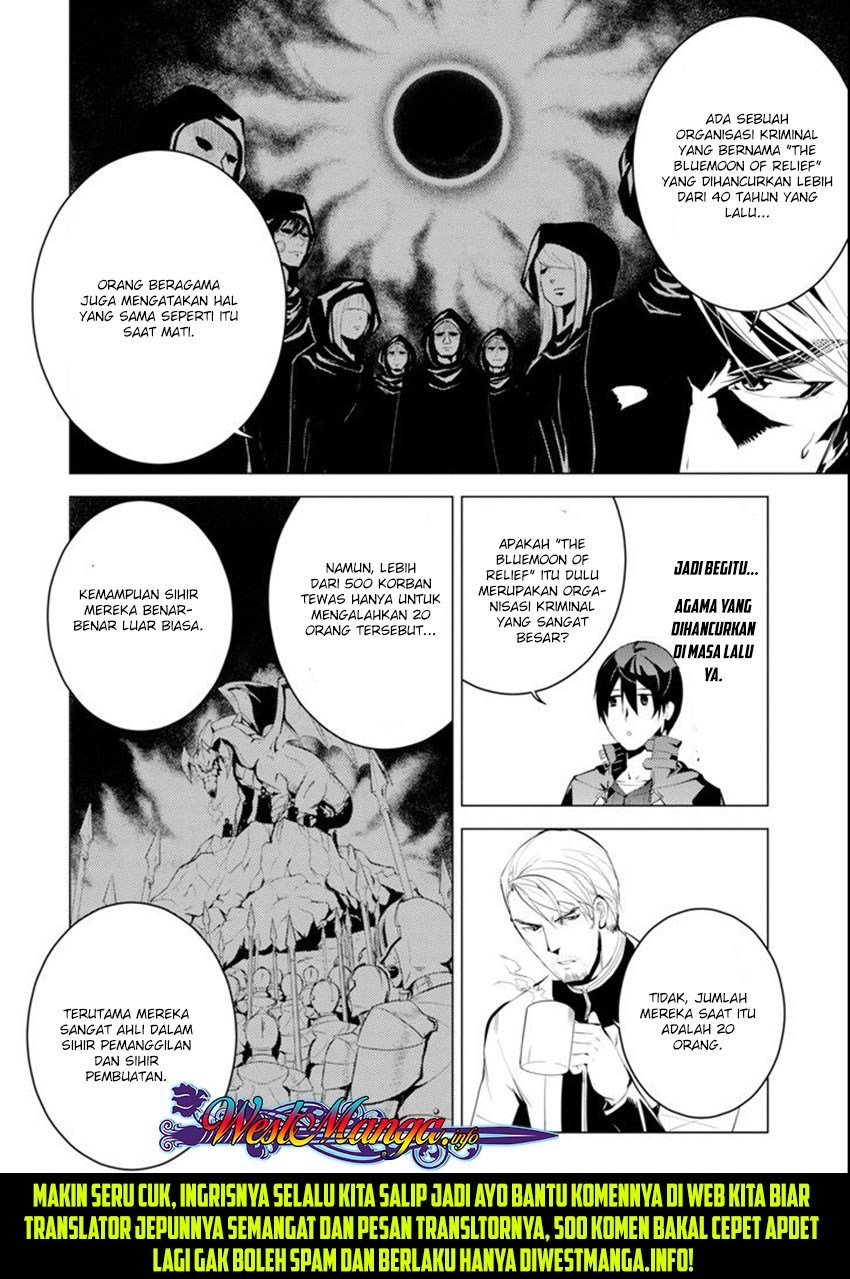 ADA SEBUAH
ORGANISASI KRIMINAL
YANG BERNAMA "THE
BLUEMOON OF RELIEF"
YANG DIHANCURKAN LEBIH
DARI 40 TAHUN YANG
LALU...
ORANG BERAGAMA
JUGA MENGATAKAN HAL
YANG SAMA SEPERTI ITU
SAAT MATI.
JADI BEGITU...
AGAMA YANG
DIHANCURKAN
DI MASA LALU
YA.
APAKAH "THE
BLUEMOON OF
RELIEF" ITU DULU
MERUPAKAN ORGA-
NISASI KRIMINAL
YANG SANGAT
BESAR?
TIDAK, JUMLAH
MEREKA SAAT ITU
ADALAH 20
ORANG.
NAMUN, LEBIH
DARI 500 KORBAN
TEWAS HANYA UNTUK
MENGALAHKAN 20
ORANG TERSEBUT...
KEMAMPUAN SIHIR
MEREKA BENAR-
BENAR LUAR BIASA.
TERUTAMA MEREKA
SANGAT AHLI DALAM
SIHIR PEMANGGILAN
DAN SIHIR
PEMBUATAN.
WestManga.info
MAKIN SERU CUK, INGRISNYA SELALU KITA SALIP JADI AYO BANTU KOMENNYA DI WEB KITA BIAR
TRANSLATOR JEPUNNYA SEMANGAT DAN PESAN TRANSLTORNYA, 500 KOMEN BAKAL CEPET APDET
LAGI GAK BOLEH SPAM DAN BERLAKU HANYA DIWESTMANGA.INFO!